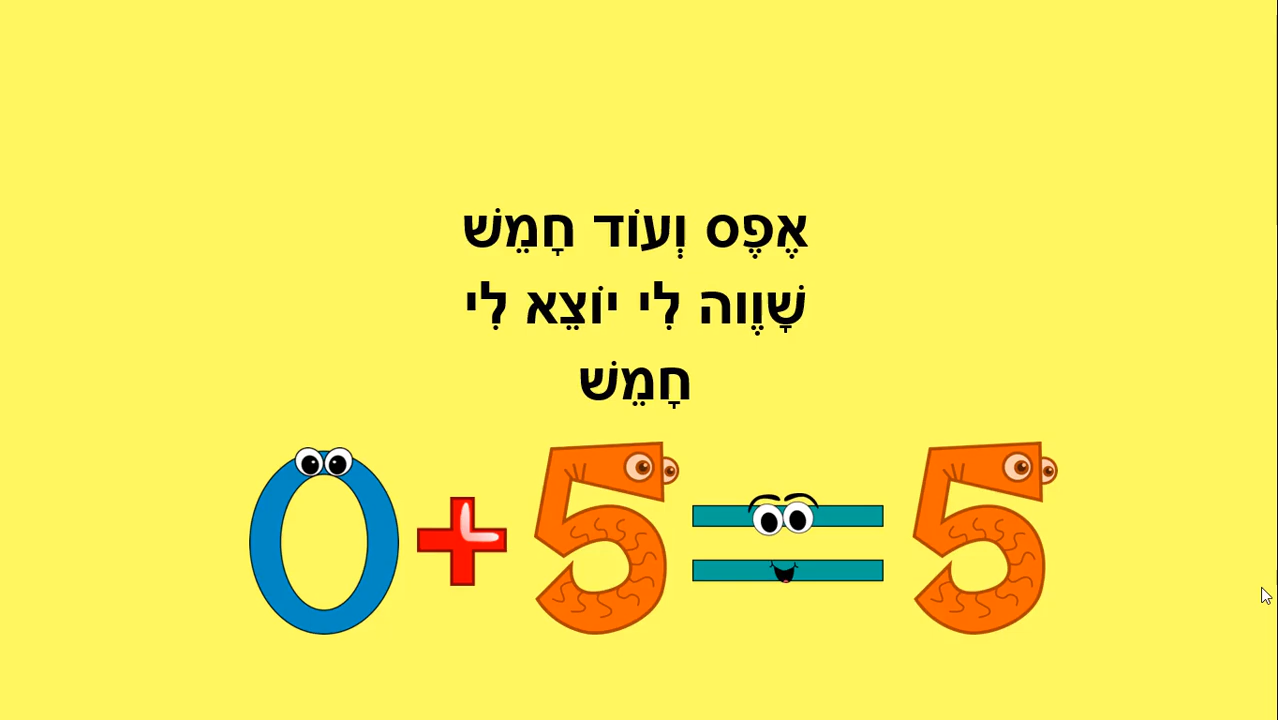 אֶפֶס וְעוֹד חָמֵשׁ
שָׁוֶוה לִי יוֹצֵא לִי
חָמֵשׁ
0+5=5